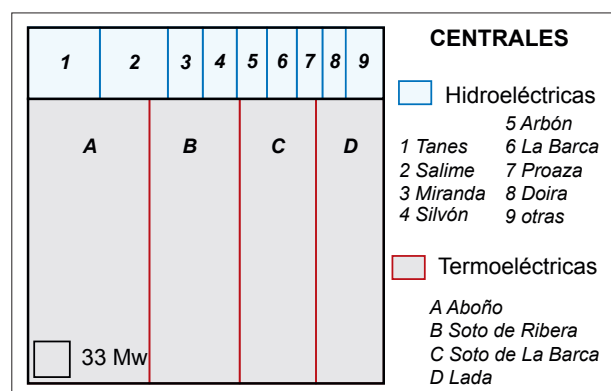 1 2 3 4 5 6 7 8 9
A B C D
33 Mw
CENTRALES
Hidroeléctricas
1 Tanes
2 Salime
3 Miranda
4 Silvón
5 Arbón
6 La Barca
7 Proaza
8 Doira
9 otras
Termoeléctricas
A Aboño
B Soto de Ribera
C Soto de La Barca
D Lada